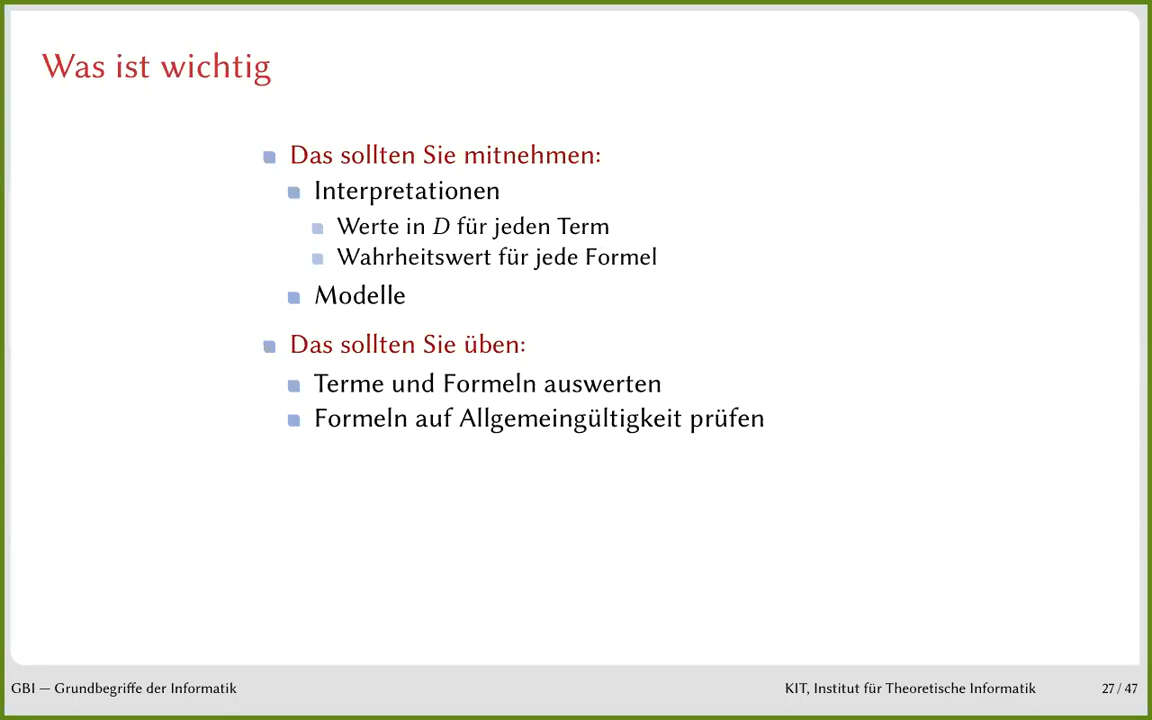 Was ist wichtig
Das sollten Sie mitnehmen:
Interpretationen
Werte in D für jeden Term
Wahrheitswert für jede Formel
Modelle
Das sollten Sie üben:
Terme und Formeln auswerten
Formeln auf Allgemeingültigkeit prüfen
GBI — Grundbegriffe der Informatik KIT, Institut für Theoretische Informatik 27 / 47